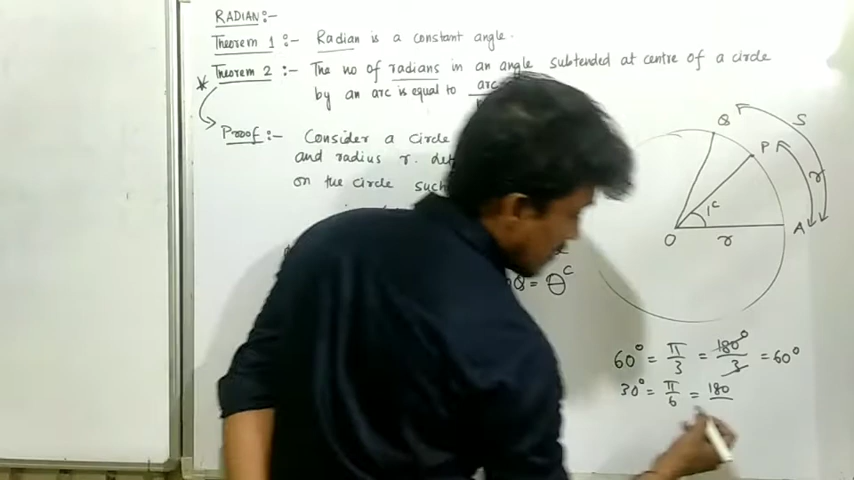 RADIAN:-
Theorem 1:- Radian is a constant angle.
* Theorem 2:- The no of radians in an angle subtended at centre of a circle
by an arc is equal to arc
Proof:- Consider a circle
and radius r.
on the circle such
Q = θᶜ
Q S
P
r
1ᶜ
O r A
60° = π/3 = 180°/3 = 60°
30° = π/6 = 180